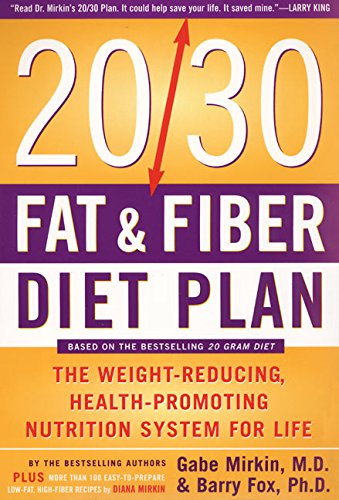 "Read Dr. Mirkin's 20/30 Plan. It could help save your life. It saved mine."—LARRY KING
20/30
FAT & FIBER
DIET PLAN
BASED ON THE BESTSELLING 20 GRAM DIET
THE WEIGHT-REDUCING,
HEALTH-PROMOTING
NUTRITION SYSTEM FOR LIFE
BY THE BESTSELLING AUTHORS
PLUS MORE THAN 100 EASY-TO-PREPARE
LOW-FAT, HIGH-FIBER RECIPES BY DIANA MIRKIN
Gabe Mirkin, M.D.
& Barry Fox, Ph.D.